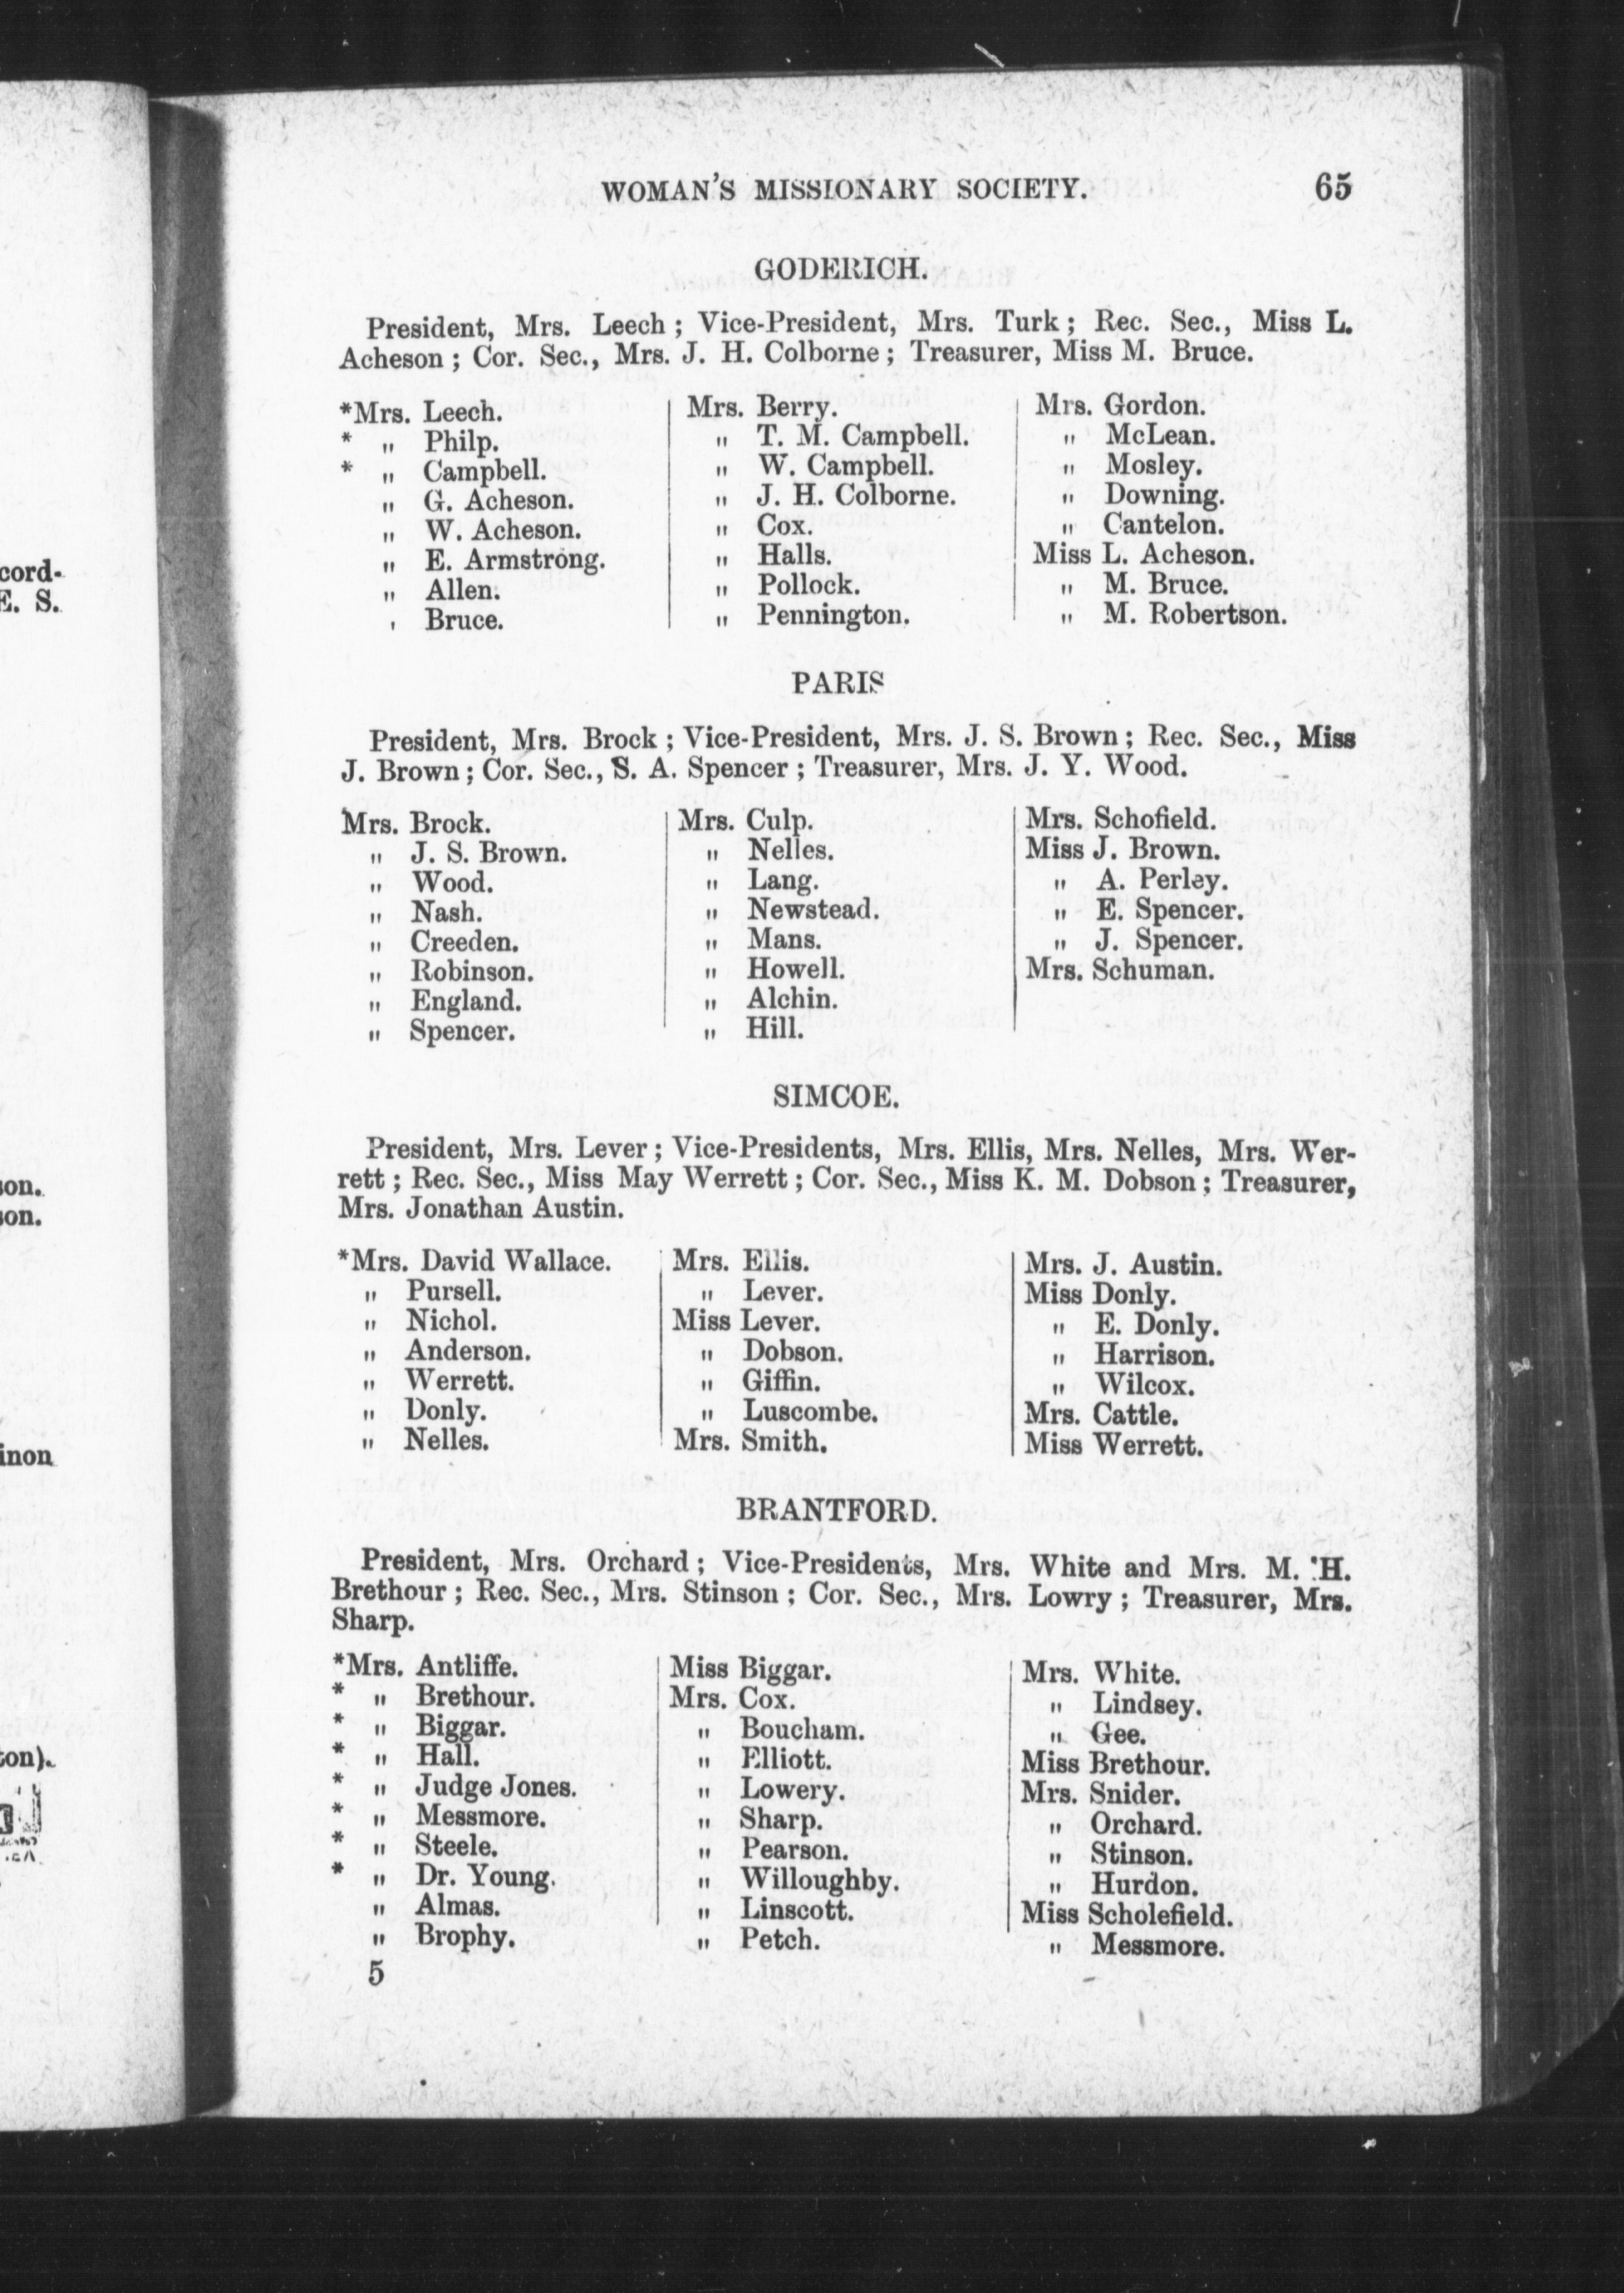 WOMAN'S MISSIONARY SOCIETY. 65
GODERICH.
President, Mrs. Leech ; Vice-President, Mrs. Turk ; Rec. Sec., Miss L.
Acheson ; Cor. Sec., Mrs. J. H. Colborne ; Treasurer, Miss M. Bruce.
*Mrs. Leech.
* " Philp.
* " Campbell.
" G. Acheson.
" W. Acheson.
" E. Armstrong.
" Allen.
' Bruce.
Mrs. Berry.
" T. M. Campbell.
" W. Campbell.
" J. H. Colborne.
" Cox.
" Halls.
" Pollock.
" Pennington.
Mrs. Gordon.
" McLean.
" Mosley.
" Downing.
" Cantelon.
Miss L. Acheson.
" M. Bruce.
" M. Robertson.
PARIS
President, Mrs. Brock ; Vice-President, Mrs. J. S. Brown ; Rec. Sec., Miss
J. Brown ; Cor. Sec., S. A. Spencer ; Treasurer, Mrs. J. Y. Wood.
Mrs. Brock.
" J. S. Brown.
" Wood.
" Nash.
" Creeden.
" Robinson.
" England.
" Spencer.
Mrs. Culp.
" Nelles.
" Lang.
" Newstead.
" Mans.
" Howell.
" Alchin.
" Hill.
Mrs. Schofield.
Miss J. Brown.
" A. Perley.
" E. Spencer.
" J. Spencer.
Mrs. Schuman.
SIMCOE.
President, Mrs. Lever ; Vice-Presidents, Mrs. Ellis, Mrs. Nelles, Mrs. Wer-
rett ; Rec. Sec., Miss May Werrett ; Cor. Sec., Miss K. M. Dobson ; Treasurer,
Mrs. Jonathan Austin.
*Mrs. David Wallace.
" Pursell.
" Nichol.
" Anderson.
" Werrett.
" Donly.
" Nelles.
Mrs. Ellis.
" Lever.
Miss Lever.
" Dobson.
" Giffin.
" Luscombe.
Mrs. Smith.
Mrs. J. Austin.
Miss Donly.
" E. Donly.
" Harrison.
" Wilcox.
Mrs. Cattle.
Miss Werrett.
BRANTFORD.
President, Mrs. Orchard ; Vice-Presidents, Mrs. White and Mrs. M. H.
Brethour ; Rec. Sec., Mrs. Stinson ; Cor. Sec., Mrs. Lowry ; Treasurer, Mrs.
Sharp.
*Mrs. Antliffe.
* " Brethour.
* " Biggar.
* " Hall.
* " Judge Jones.
* " Messmore.
* " Steele.
* " Dr. Young.
" Almas.
" Brophy.
Miss Biggar.
Mrs. Cox.
" Boucham.
" Elliott.
" Lowery.
" Sharp.
" Pearson.
" Willoughby.
" Linscott.
" Petch.
Mrs. White.
" Lindsey.
" Gee.
Miss Brethour.
Mrs. Snider.
" Orchard.
" Stinson.
" Hurdon.
Miss Scholefield.
" Messmore.
5
cord-
E. S.
son.
son.
inon
ton).